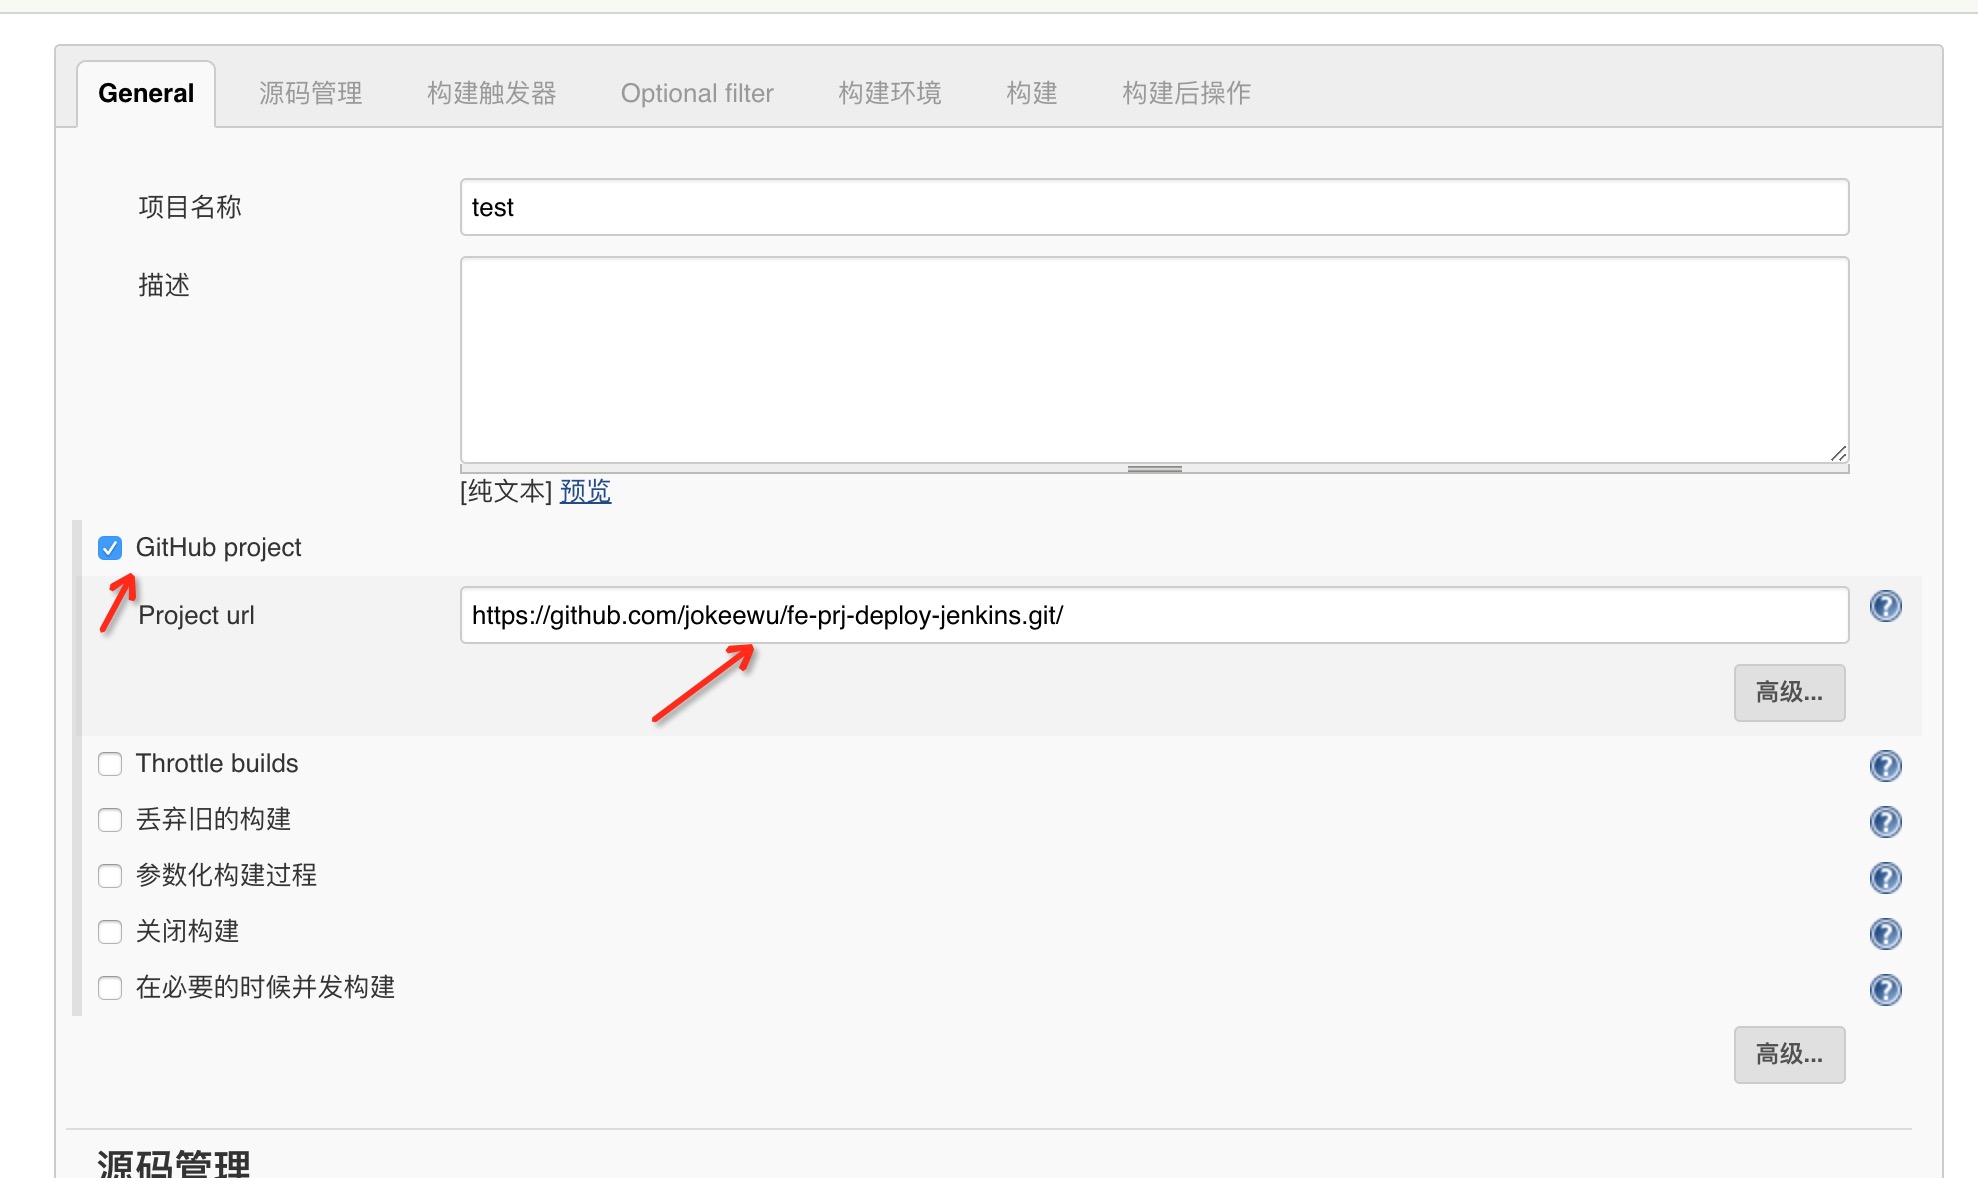 General 源码管理 构建触发器 Optional filter 构建环境 构建 构建后操作
项目名称 test
描述
[纯文本] 预览
GitHub project
Project url https://github.com/jokeewu/fe-prj-deploy-jenkins.git/
高级...
Throttle builds
丢弃旧的构建
参数化构建过程
关闭构建
在必要的时候并发构建
高级...
源码管理